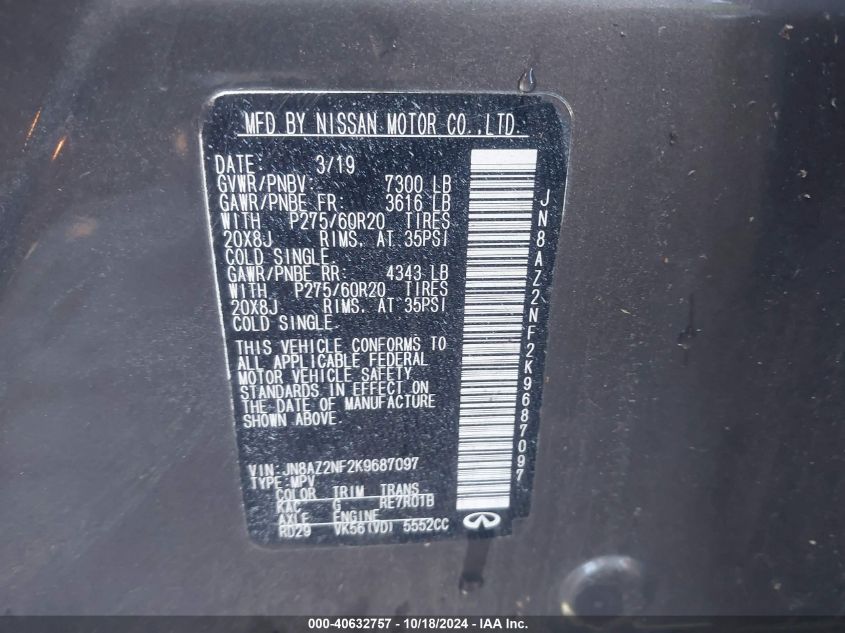 MFD BY NISSAN MOTOR CO.,LTD.
DATE: 3/19
GVWR/PNBV: 7300 LB
GAWR/PNBE FR: 3616 LB
WITH P275/60R20 TIRES
20X8J RIMS. AT 35PSI
COLD SINGLE.
GAWR/PNBE RR: 4343 LB
WITH P275/60R20 TIRES
20X8J RIMS. AT 35PSI
COLD SINGLE.
THIS VEHICLE CONFORMS TO
ALL APPLICABLE FEDERAL
MOTOR VEHICLE SAFETY
STANDARDS IN EFFECT ON
THE DATE OF MANUFACTURE
SHOWN ABOVE.
VIN: JN8AZ2NF2K9687097
TYPE: MPV
COLOR TRIM TRANS
KAC G RE7R01B
AXLE ENGINE
RD29 VK56(VD) 5552CC
JN8AZ2NF2K9687097
000-40632757 - 10/18/2024 - IAA Inc.